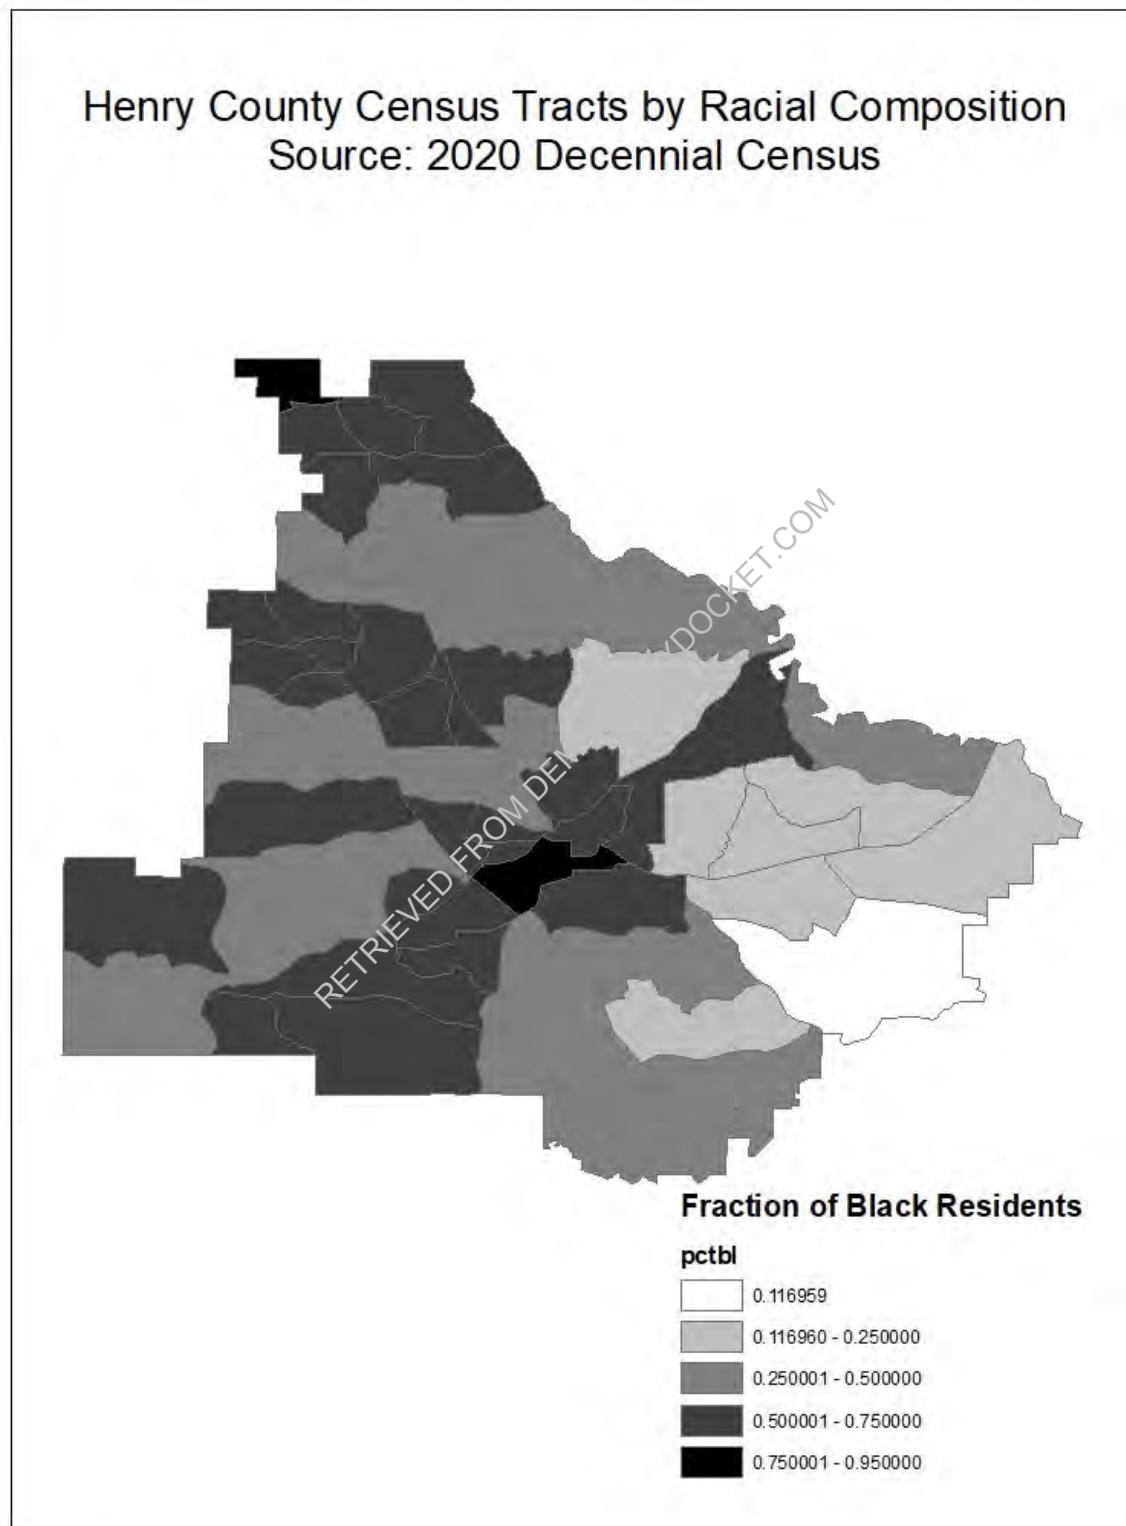 Henry County Census Tracts by Racial Composition
Source: 2020 Decennial Census
RETRIEVED FROM DEM
YDOCKET.COM
Fraction of Black Residents
pctbl
0.116959
0.116960 - 0.250000
0.250001 - 0.500000
0.500001 - 0.750000
0.750001 - 0.950000